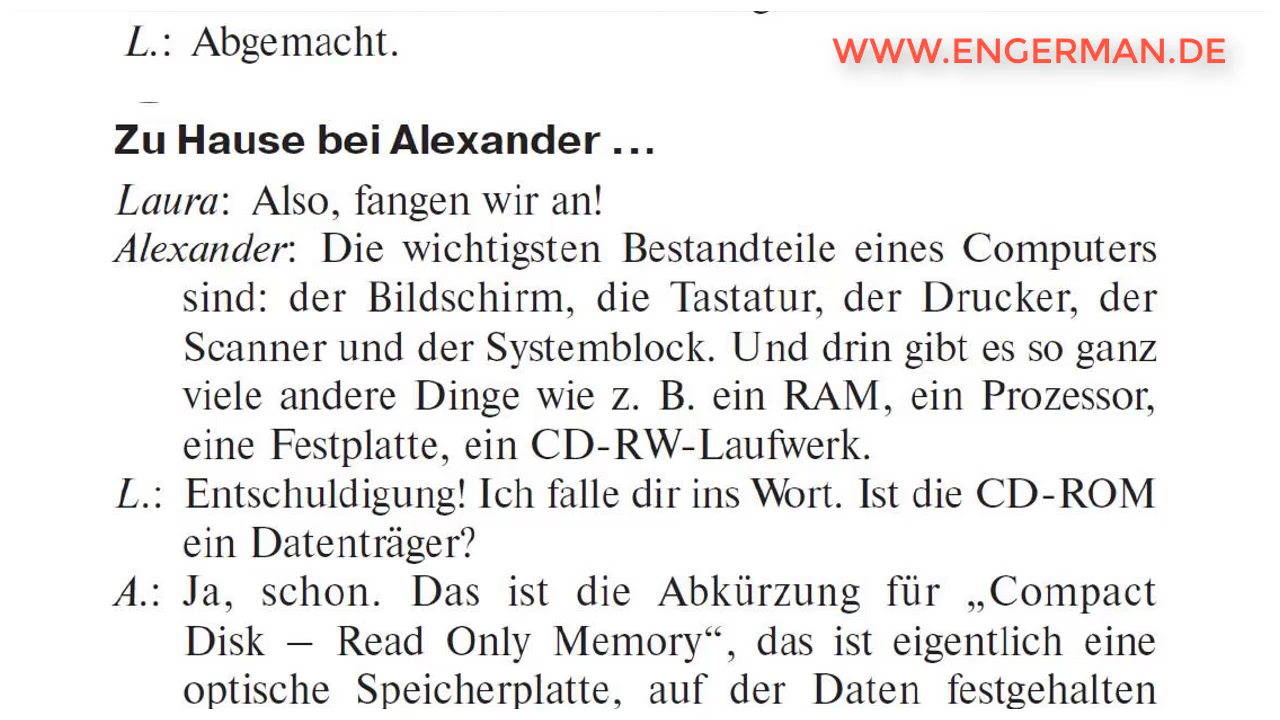 L.: Abgemacht.
WWW.ENGERMAN.DE
Zu Hause bei Alexander ...
Laura: Also, fangen wir an!
Alexander: Die wichtigsten Bestandteile eines Computers
sind: der Bildschirm, die Tastatur, der Drucker, der
Scanner und der Systemblock. Und drin gibt es so ganz
viele andere Dinge wie z. B. ein RAM, ein Prozessor,
eine Festplatte, ein CD-RW-Laufwerk.
L.: Entschuldigung! Ich falle dir ins Wort. Ist die CD-ROM
ein Datenträger?
A.: Ja, schon. Das ist die Abkürzung für „Compact
Disk – Read Only Memory“, das ist eigentlich eine
optische Speicherplatte, auf der Daten festgehalten